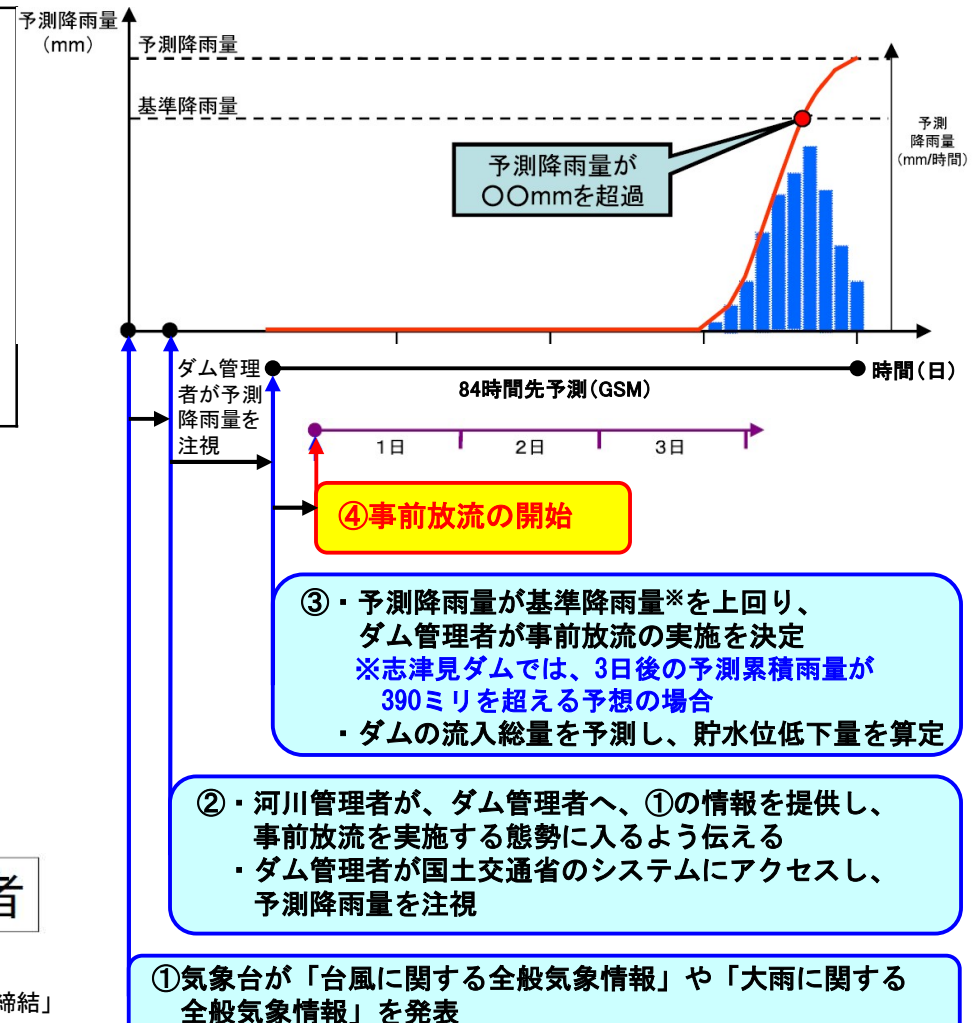 予測降雨量
（mm）
予測降雨量
基準降雨量
予測
降雨量
（mm/時間）
予測降雨量が
〇〇mmを超過
ダム管理
者が予測
降雨量を
注視
84時間先予測（GSM）
時間（日）
1日
2日
3日
④事前放流の開始
③・予測降雨量が基準降雨量※を上回り、
ダム管理者が事前放流の実施を決定
※志津見ダムでは、3日後の予測累積雨量が
390ミリを超える予想の場合
・ダムの流入総量を予測し、貯水位低下量を算定
②・河川管理者が、ダム管理者へ、①の情報を提供し、
事前放流を実施する態勢に入るよう伝える
・ダム管理者が国土交通省のシステムにアクセスし、
予測降雨量を注視
者
①気象台が「台風に関する全般気象情報」や「大雨に関する
全般気象情報」を発表
締結」